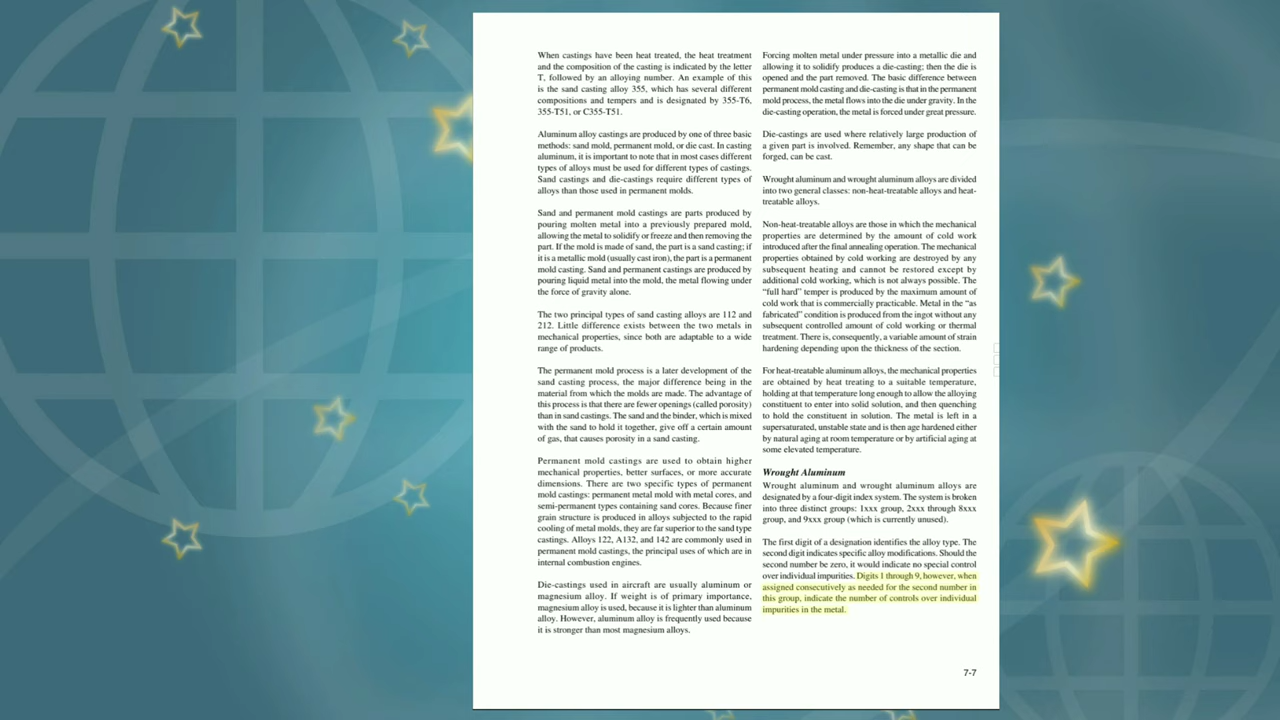 When castings have been heat treated, the heat treatment
and the composition of the casting is indicated by the letter
T, followed by an alloying number. An example of this
is the sand casting alloy 355, which has several different
compositions and tempers and is designated by 355-T6,
355-T51, or C355-T51.
Aluminum alloy castings are produced by one of three basic
methods: sand mold, permanent mold, or die cast. In casting
aluminum, it is important to note that in most cases different
types of alloys must be used for different types of castings.
Sand castings and die-castings require different types of
alloys than those used in permanent molds.
Sand and permanent mold castings are parts produced by
pouring molten metal into a previously prepared mold,
allowing the metal to solidify or freeze and then removing the
part. If the mold is made of sand, the part is a sand casting; if
it is a metallic mold (usually cast iron), the part is a permanent
mold casting. Sand and permanent castings are produced by
pouring liquid metal into the mold, the metal flowing under
the force of gravity alone.
The two principal types of sand casting alloys are 112 and
212. Little difference exists between the two metals in
mechanical properties, since both are adaptable to a wide
range of products.
The permanent mold process is a later development of the
sand casting process, the major difference being in the
material from which the molds are made. The advantage of
this process is that there are fewer openings (called porosity)
than in sand castings. The sand and the binder, which is mixed
with the sand to hold it together, give off a certain amount
of gas, that causes porosity in a sand casting.
Permanent mold castings are used to obtain higher
mechanical properties, better surfaces, or more accurate
dimensions. There are two specific types of permanent
mold castings: permanent metal mold with metal cores, and
semi-permanent types containing sand cores. Because finer
grain structure is produced in alloys subjected to the rapid
cooling of metal molds, they are far superior to the sand type
castings. Alloys 122, A132, and 142 are commonly used in
permanent mold castings, the principal uses of which are in
internal combustion engines.
Die-castings used in aircraft are usually aluminum or
magnesium alloy. If weight is of primary importance,
magnesium alloy is used, because it is lighter than aluminum
alloy. However, aluminum alloy is frequently used because
it is stronger than most magnesium alloys.
Forcing molten metal under pressure into a metallic die and
allowing it to solidify produces a die-casting; then the die is
opened and the part removed. The basic difference between
permanent mold casting and die-casting is that in the permanent
mold process, the metal flows into the die under gravity. In the
die-casting operation, the metal is forced under great pressure.
Die-castings are used where relatively large production of
a given part is involved. Remember, any shape that can be
forged, can be cast.
Wrought aluminum and wrought aluminum alloys are divided
into two general classes: non-heat-treatable alloys and heat-
treatable alloys.
Non-heat-treatable alloys are those in which the mechanical
properties are determined by the amount of cold work
introduced after the final annealing operation. The mechanical
properties obtained by cold working are destroyed by any
subsequent heating and cannot be restored except by
additional cold working, which is not always possible. The
“full hard” temper is produced by the maximum amount of
cold work that is commercially practicable. Metal in the “as
fabricated” condition is produced from the ingot without any
subsequent controlled amount of cold working or thermal
treatment. There is, consequently, a variable amount of strain
hardening depending upon the thickness of the section.
For heat-treatable aluminum alloys, the mechanical properties
are obtained by heat treating to a suitable temperature,
holding at that temperature long enough to allow the alloying
constituent to enter into solid solution, and then quenching
to hold the constituent in solution. The metal is left in a
supersaturated, unstable state and is then age hardened either
by natural aging at room temperature or by artificial aging at
some elevated temperature.
Wrought Aluminum
Wrought aluminum and wrought aluminum alloys are
designated by a four-digit index system. The system is broken
into three distinct groups: 1xxx group, 2xxx through 8xxx
group, and 9xxx group (which is currently unused).
The first digit of a designation identifies the alloy type. The
second digit indicates specific alloy modifications. Should the
second number be zero, it would indicate no special control
over individual impurities. Digits 1 through 9, however, when
assigned consecutively as needed for the second number in
this group, indicate the number of controls over individual
impurities in the metal.
7-7